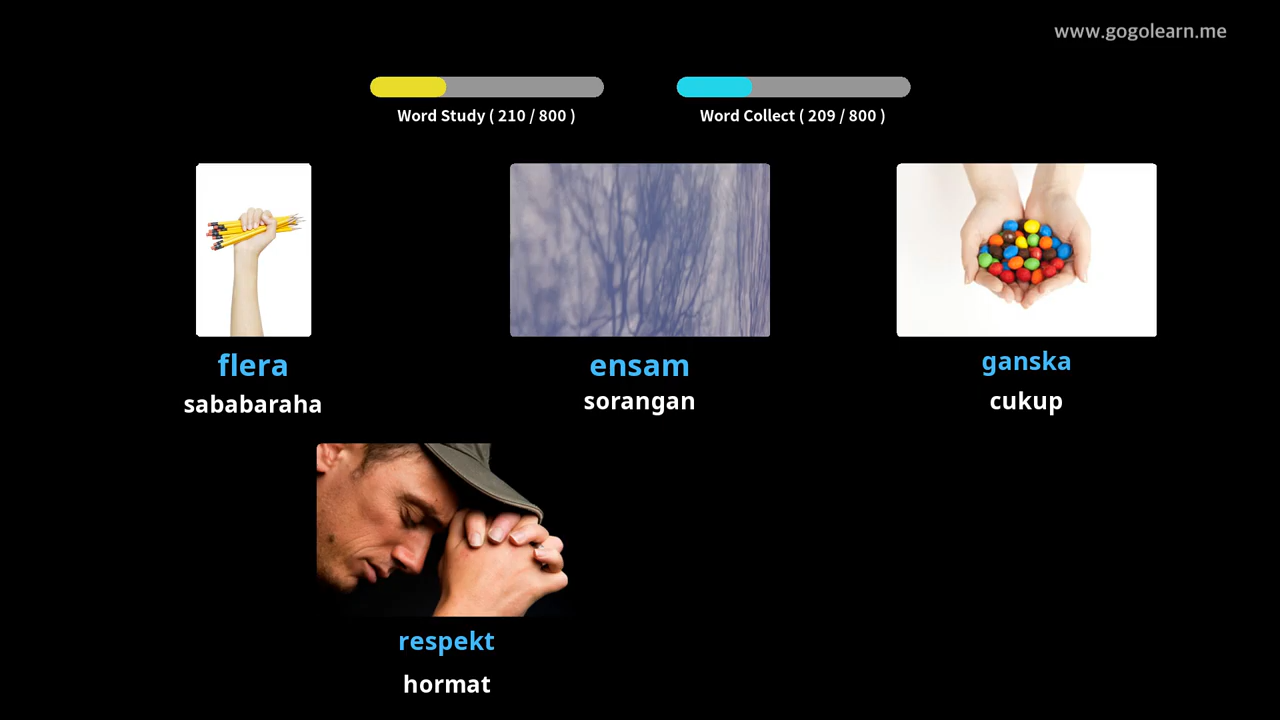 www.gogolearn.me
Word Study ( 210 / 800 )
Word Collect ( 209 / 800 )
flera
sababaraha
ensam
sorangan
ganska
cukup
respekt
hormat